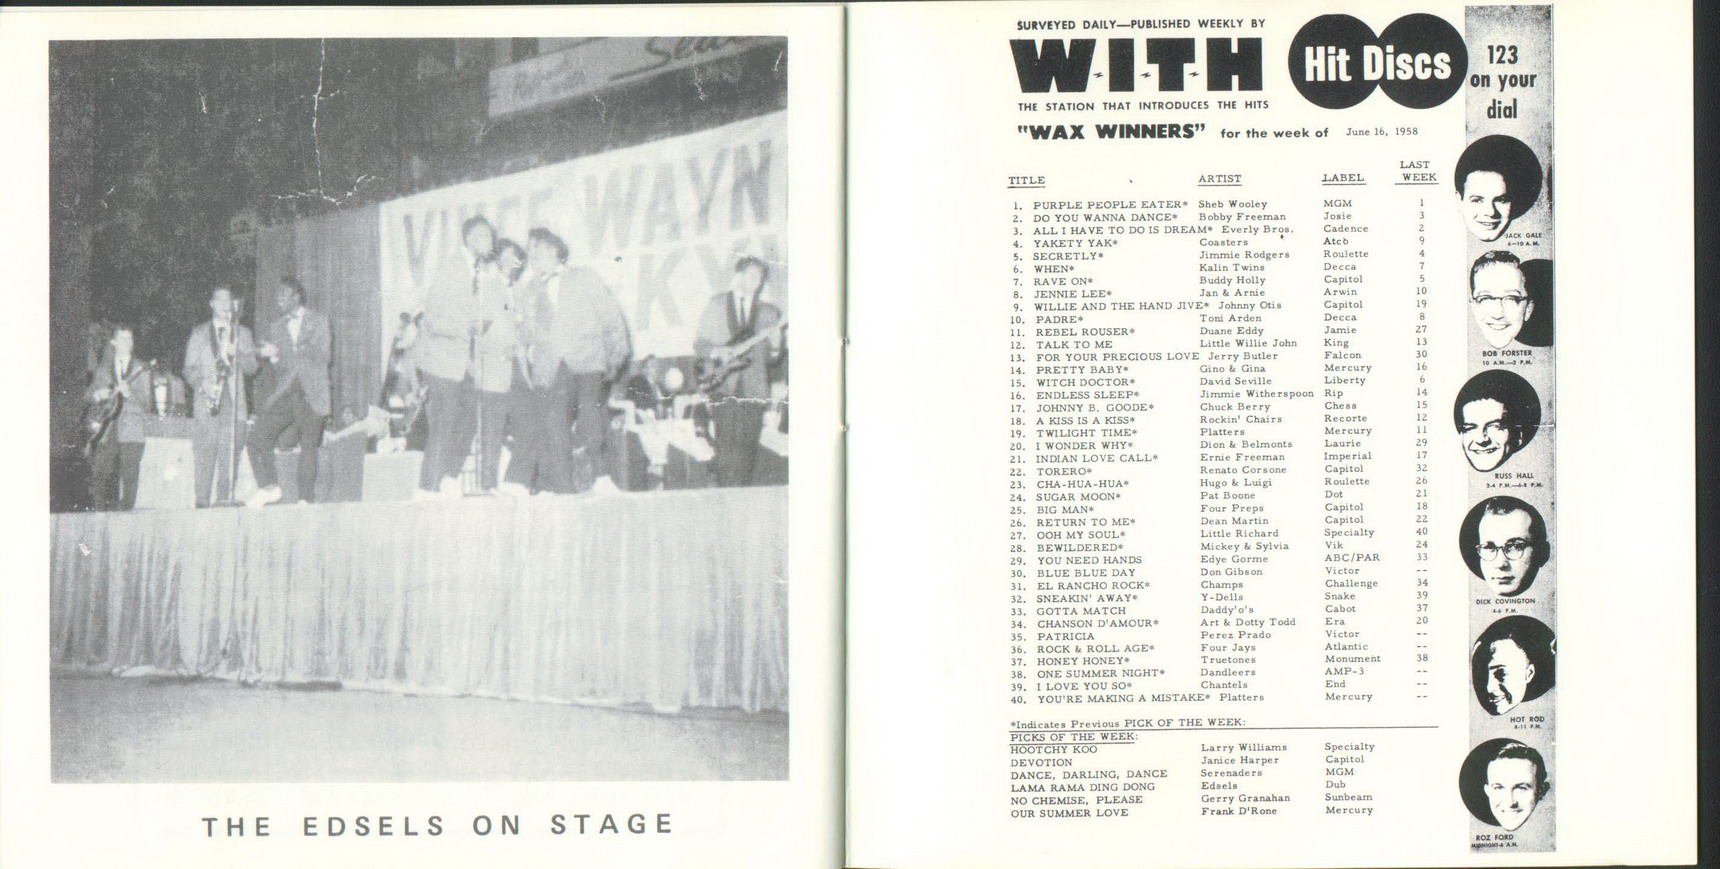 VINCE WAYN
THE EDSELS ON STAGE
SURVEYED DAILY—PUBLISHED WEEKLY BY
W·I·T·H
THE STATION THAT INTRODUCES THE HITS
Hit Discs
123
on your
dial
"WAX WINNERS" for the week of June 16, 1958
TITLE ARTIST LABEL LAST WEEK
1. PURPLE PEOPLE EATER* Sheb Wooley MGM 1
2. DO YOU WANNA DANCE* Bobby Freeman Josie 3
3. ALL I HAVE TO DO IS DREAM* Everly Bros. Cadence 2
4. YAKETY YAK* Coasters Atco 9
5. SECRETLY* Jimmie Rodgers Roulette 4
6. WHEN* Kalin Twins Decca 7
7. RAVE ON* Buddy Holly Capitol 5
8. JENNIE LEE* Jan & Arnie Arwin 10
9. WILLIE AND THE HAND JIVE* Johnny Otis Capitol 19
10. PADRE* Toni Arden Decca 8
11. REBEL ROUSER* Duane Eddy Jamie 27
12. TALK TO ME Little Willie John King 13
13. FOR YOUR PRECIOUS LOVE Jerry Butler Falcon 30
14. PRETTY BABY* Gino & Gina Mercury 16
15. WITCH DOCTOR* David Seville Liberty 6
16. ENDLESS SLEEP* Jimmie Witherspoon Rip 14
17. JOHNNY B. GOODE* Chuck Berry Chess 15
18. A KISS IS A KISS* Rockin' Chairs Recorte 12
19. TWILIGHT TIME* Platters Mercury 11
20. I WONDER WHY* Dion & Belmonts Laurie 29
21. INDIAN LOVE CALL* Ernie Freeman Imperial 17
22. TORERO* Renato Corsone Capitol 32
23. CHA-HUA-HUA* Hugo & Luigi Roulette 26
24. SUGAR MOON* Pat Boone Dot 21
25. BIG MAN* Four Preps Capitol 18
26. RETURN TO ME* Dean Martin Capitol 22
27. OOH MY SOUL* Little Richard Specialty 40
28. BEWILDERED* Mickey & Sylvia Vik 24
29. YOU NEED HANDS Edye Gorme ABC/PAR 33
30. BLUE BLUE DAY Don Gibson Victor --
31. EL RANCHO ROCK* Champs Challenge 34
32. SNEAKIN' AWAY* Y-Dells Snake 39
33. GOTTA MATCH Daddy'o's Cabot 37
34. CHANSON D'AMOUR* Art & Dotty Todd Era 20
35. PATRICIA Perez Prado Victor --
36. ROCK & ROLL AGE* Four Jays Atlantic --
37. HONEY HONEY* Truetones Monument 38
38. ONE SUMMER NIGHT* Dandleers AMP-3 --
39. I LOVE YOU SO* Chantels End --
40. YOU'RE MAKING A MISTAKE* Platters Mercury --
*Indicates Previous PICK OF THE WEEK:
PICKS OF THE WEEK:
HOOTCHY KOO Larry Williams Specialty
DEVOTION Janice Harper Capitol
DANCE, DARLING, DANCE Serenaders MGM
LAMA RAMA DING DONG Edsels Dub
NO CHEMISE, PLEASE Gerry Granahan Sunbeam
OUR SUMMER LOVE Frank D'Rone Mercury
JACK GALE
6—10 A.M.
BOB FORSTER
10 A.M.—2 P.M.
RUSS HALL
2-4 P.M.—6-8 P.M.
DICK COVINGTON
4-6 P.M.
HOT ROD
8-11 P.M.
ROZ FORD
MIDNIGHT-6 A.M.